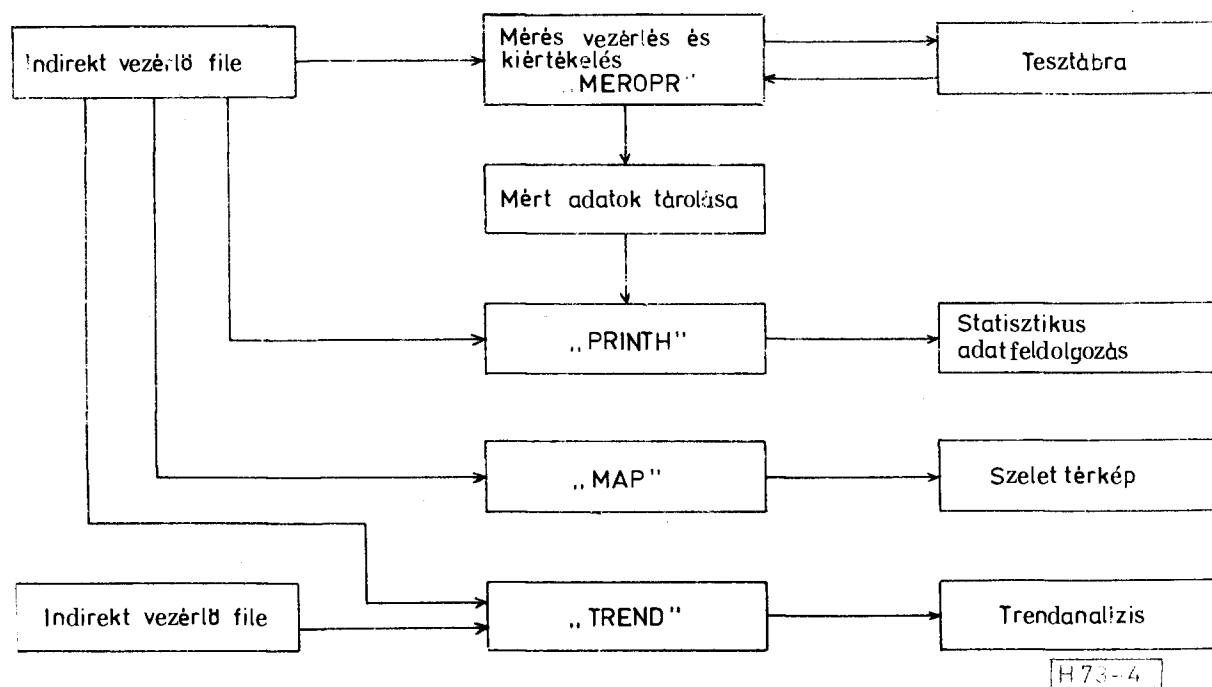 Indirekt vezérlő file
Mérés vezérlés és
kiértékelés
„MEROPR”
Tesztábra
Mért adatok tárolása
„PRINTH”
Statisztikus
adatfeldolgozás
„MAP”
Szelet térkép
Indirekt vezérlő file
„TREND”
Trendanalízis
H 73-4